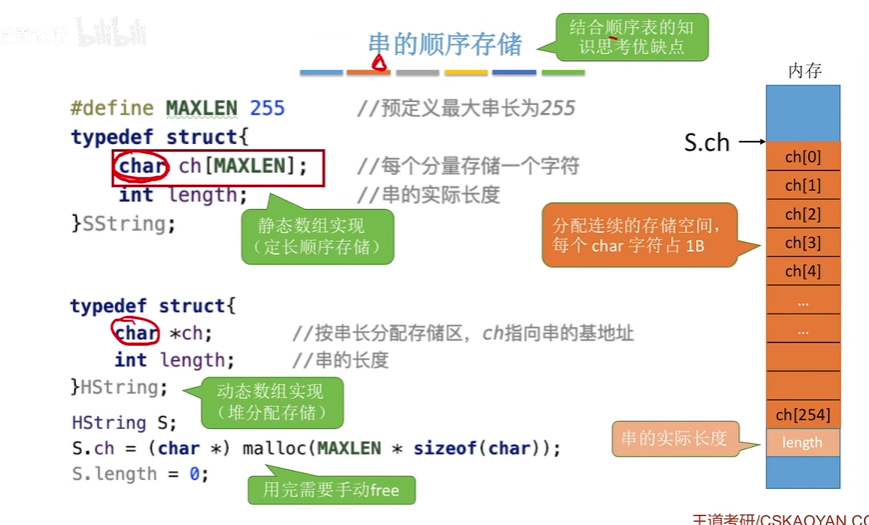 bilibili
串的顺序存储
结合顺序表的知
识思考优缺点
#define MAXLEN 255 //预定义最大串长为255
typedef struct{
char ch[MAXLEN]; //每个分量存储一个字符
int length; //串的实际长度
}SString;
静态数组实现
(定长顺序存储)
typedef struct{
char *ch; //按串长分配存储区，ch指向串的基地址
int length; //串的长度
}HString;
动态数组实现
(堆分配存储)
HString S;
S.ch = (char *) malloc(MAXLEN * sizeof(char));
S.length = 0;
用完需要手动free
内存
S.ch
ch[0]
ch[1]
ch[2]
ch[3]
ch[4]
...
...
ch[254]
length
分配连续的存储空间，
每个 char 字符占 1B
串的实际长度
王道考研/CSKAOYAN.CO